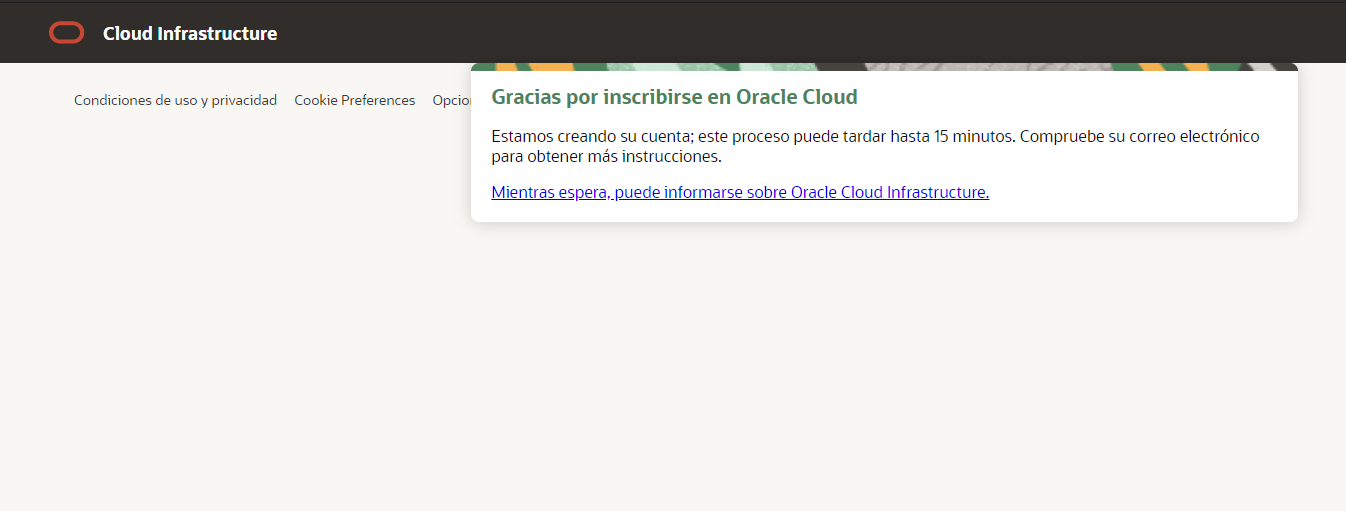 Cloud Infrastructure
Condiciones de uso y privacidad Cookie Preferences Opcio
Gracias por inscribirse en Oracle Cloud
Estamos creando su cuenta; este proceso puede tardar hasta 15 minutos. Compruebe su correo electrónico
para obtener más instrucciones.
Mientras espera, puede informarse sobre Oracle Cloud Infrastructure.